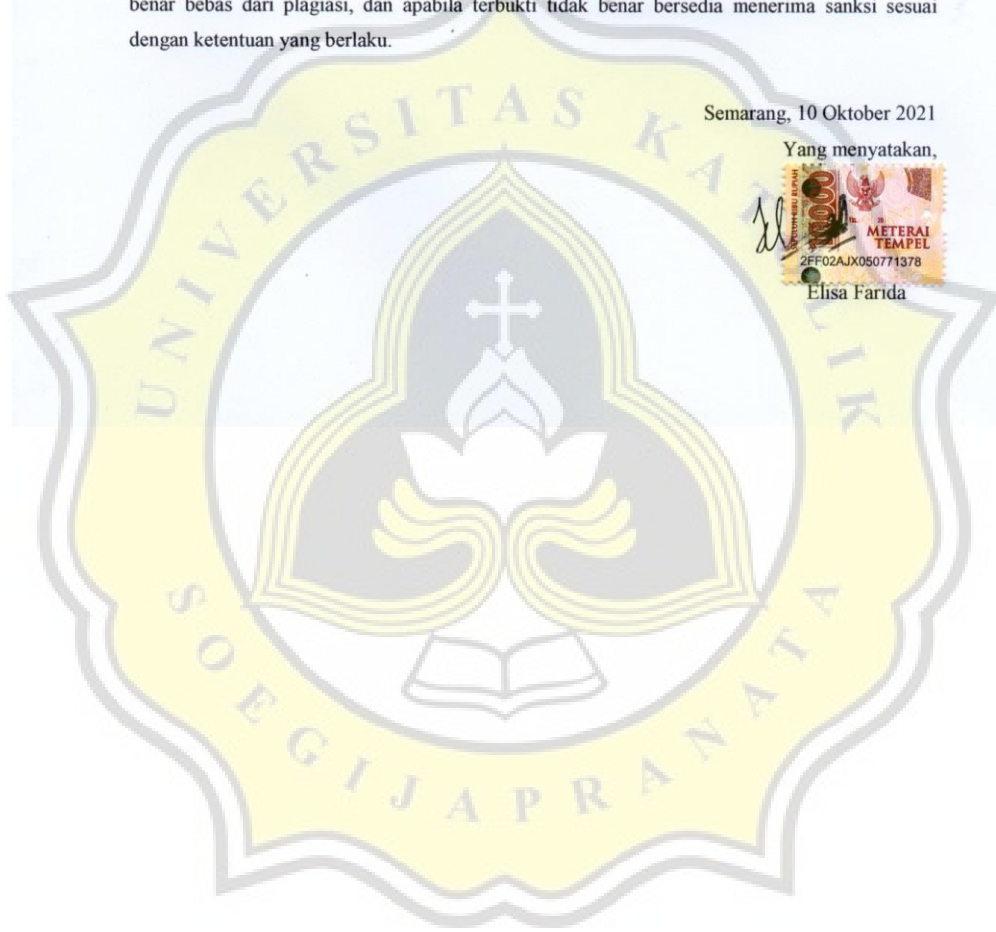 benar bebas dari plagiasi, dan apabila terbukti tidak benar bersedia menerima sanksi sesuai
dengan ketentuan yang berlaku.
Semarang, 10 Oktober 2021
Yang menyatakan,
METERAI
TEMPEL
2FF02AJX050771378
Elisa Farida
UNIVERSITAS KATOLIK
SOEGIJAPRANATA